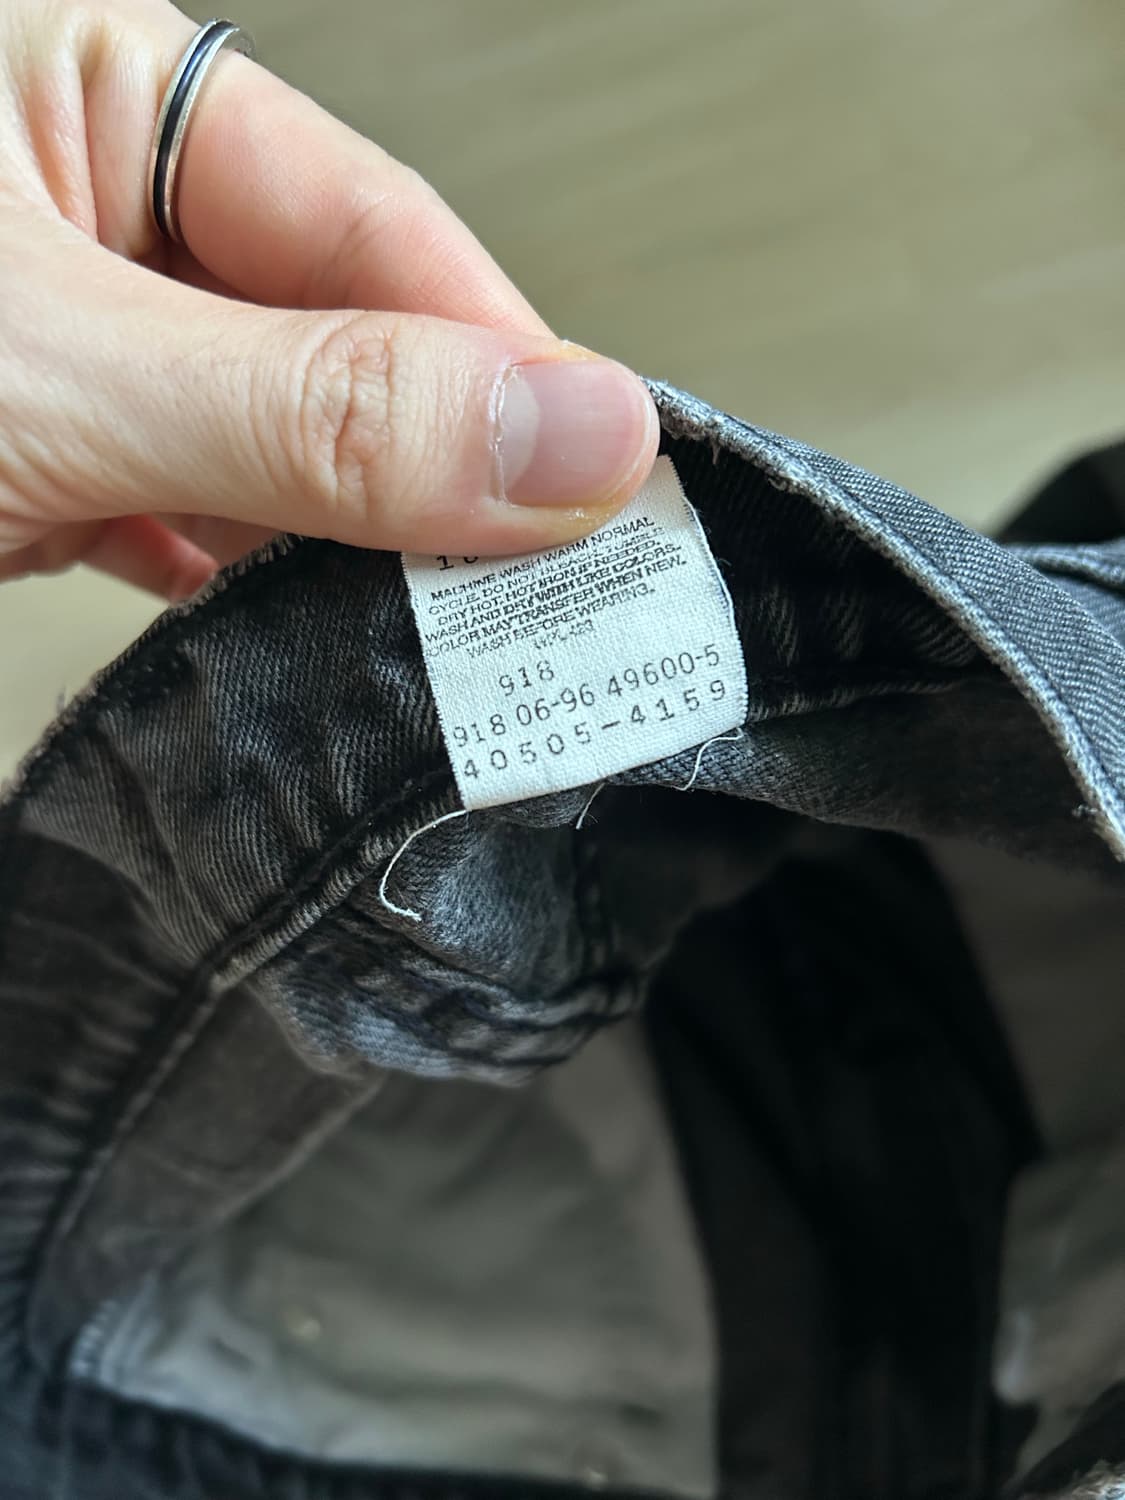 MACHINE WASH WARM NORMAL
CYCLE. DO NOT BLEACH. TUMBLE
DRY HOT. HOT IRON IF NEEDED.
WASH AND DRY WITH LIKE COLORS.
COLOR MAY TRANSFER WHEN NEW.
WASH BEFORE WEARING.
918
918 06-96 49600-5
40505-4159